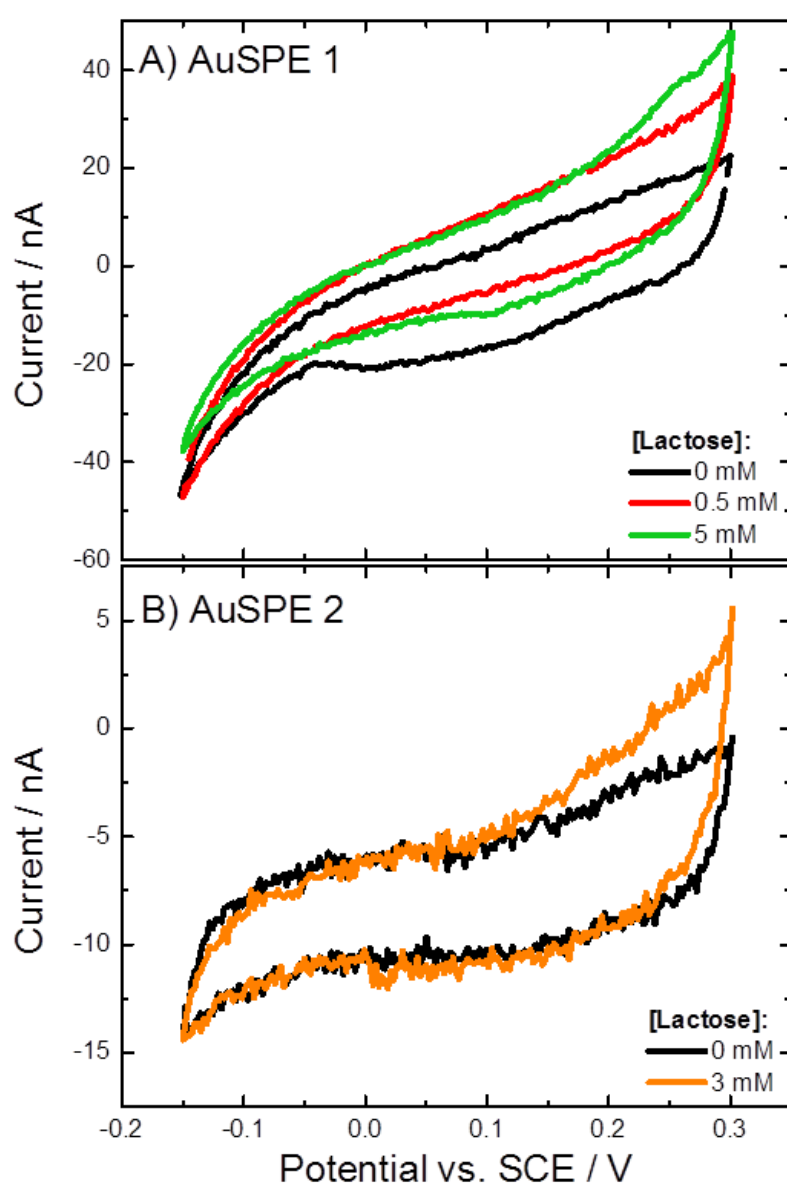 A) AuSPE 1
40
20
0
-20
-40
-60
Current / nA
[Lactose]:
0 mM
0.5 mM
5 mM
B) AuSPE 2
5
0
-5
-10
-15
Current / nA
[Lactose]:
0 mM
3 mM
-0.2 -0.1 0.0 0.1 0.2 0.3
Potential vs. SCE / V